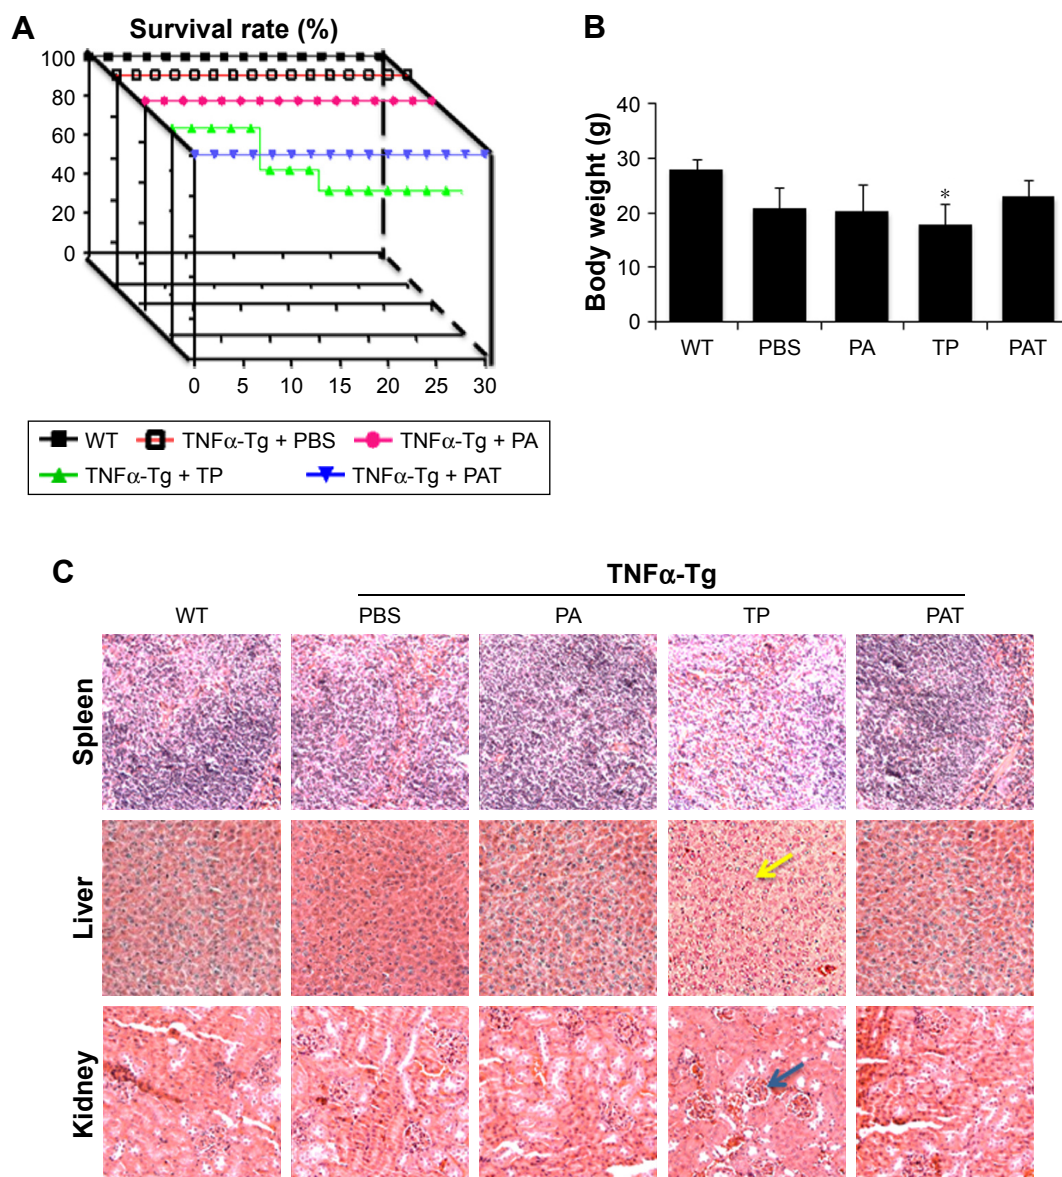 A
Survival rate (%)
100
80
60
40
20
0
0 5 10 15 20 25 30
WT TNFα-Tg + PBS TNFα-Tg + PA
TNFα-Tg + TP TNFα-Tg + PAT
B
Body weight (g)
40
30
20
10
0
*
WT PBS PA TP PAT
C
TNFα-Tg
WT PBS PA TP PAT
Spleen
Liver
Kidney